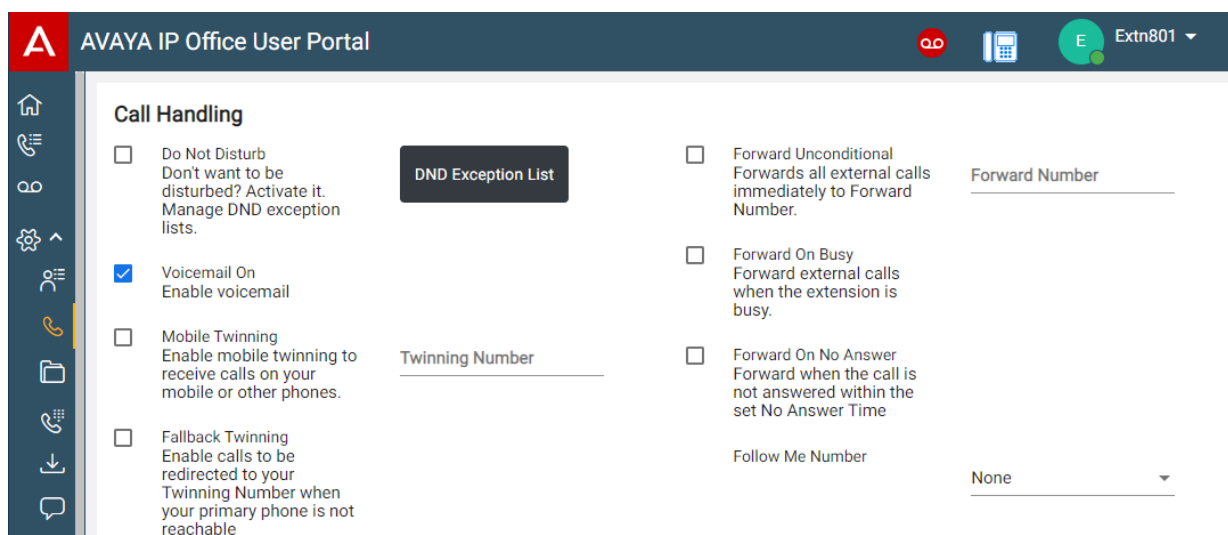 AVAYA IP Office User Portal
E
Extn801
Call Handling
Do Not Disturb
Don't want to be
disturbed? Activate it.
Manage DND exception
lists.
DND Exception List
Voicemail On
Enable voicemail
Mobile Twinning
Enable mobile twinning to
receive calls on your
mobile or other phones.
Twinning Number
Fallback Twinning
Enable calls to be
redirected to your
Twinning Number when
your primary phone is not
reachable
Forward Unconditional
Forwards all external calls
immediately to Forward
Number.
Forward Number
Forward On Busy
Forward external calls
when the extension is
busy.
Forward On No Answer
Forward when the call is
not answered within the
set No Answer Time
Follow Me Number
None